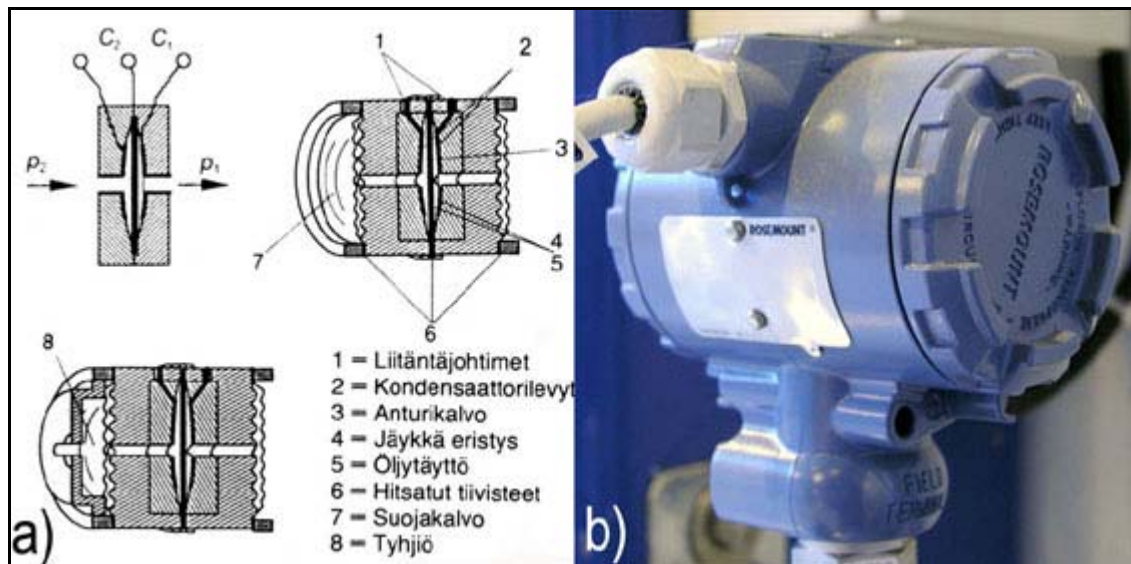 C₂ C₁
p₂ p₁
1
2
3
4
5
6
7
8
1 = Liitäntäjohtimet
2 = Kondensaattorilevyt
3 = Anturikalvo
4 = Jäykkä eristys
5 = Öljytäyttö
6 = Hitsatut tiivisteet
7 = Suojakalvo
8 = Tyhjiö
a)
ROSEMOUNT
ROSEMOUNT
FIELD
b)